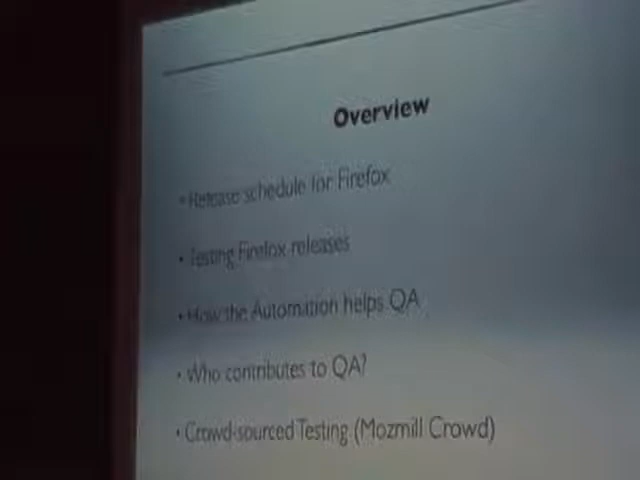 Overview
• Release schedule for Firefox
• Testing Firefox releases
• How the Automation helps QA
• Who contributes to QA?
• Crowd-sourced Testing (Mozmill Crowd)